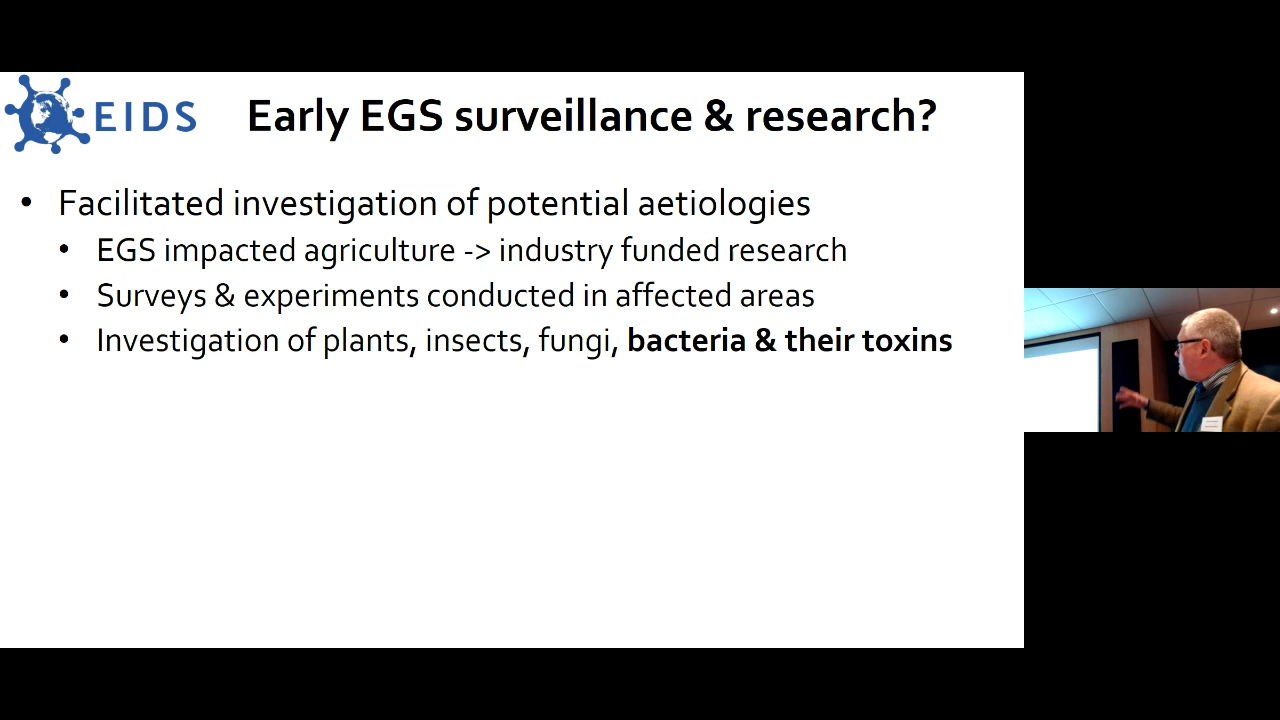 EIDS
Early EGS surveillance & research?
• Facilitated investigation of potential aetiologies
• EGS impacted agriculture -> industry funded research
• Surveys & experiments conducted in affected areas
• Investigation of plants, insects, fungi, bacteria & their toxins